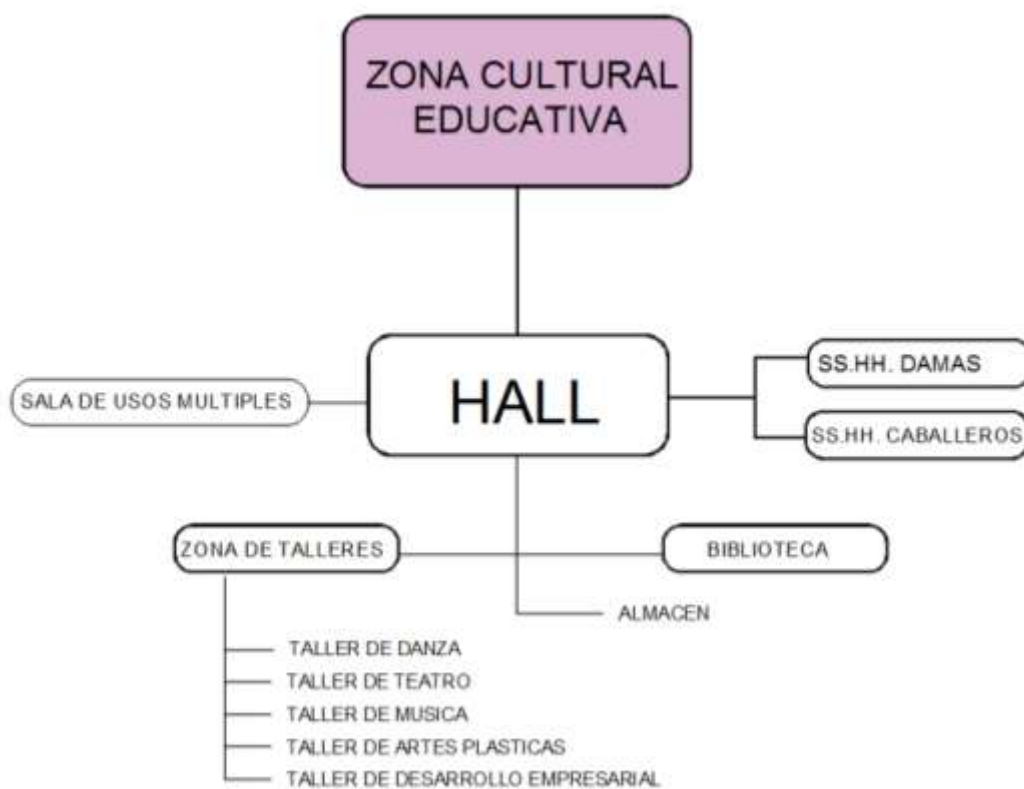 ZONA CULTURAL
EDUCATIVA
HALL
SALA DE USOS MULTIPLES
SS.HH. DAMAS
SS.HH. CABALLEROS
ZONA DE TALLERES
BIBLIOTECA
ALMACEN
TALLER DE DANZA
TALLER DE TEATRO
TALLER DE MUSICA
TALLER DE ARTES PLASTICAS
TALLER DE DESARROLLO EMPRESARIAL